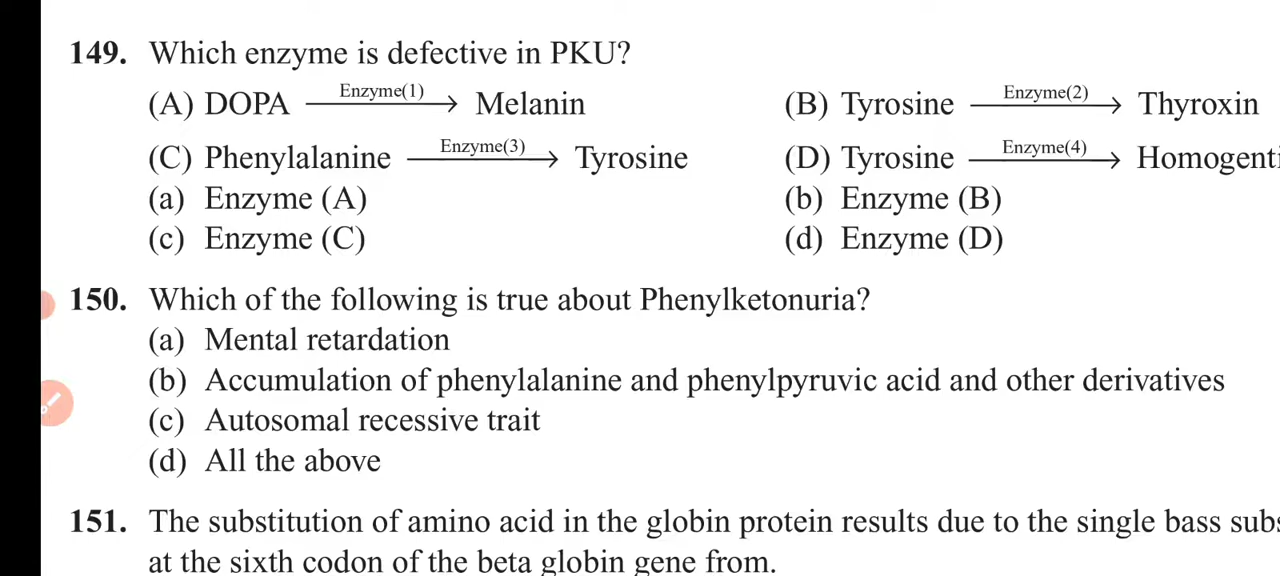 149. Which enzyme is defective in PKU?
(A) DOPA Enzyme(1) → Melanin (B) Tyrosine Enzyme(2) → Thyroxin
(C) Phenylalanine Enzyme(3) → Tyrosine (D) Tyrosine Enzyme(4) → Homogenti
(a) Enzyme (A) (b) Enzyme (B)
(c) Enzyme (C) (d) Enzyme (D)
150. Which of the following is true about Phenylketonuria?
(a) Mental retardation
(b) Accumulation of phenylalanine and phenylpyruvic acid and other derivatives
(c) Autosomal recessive trait
(d) All the above
151. The substitution of amino acid in the globin protein results due to the single bass subs
at the sixth codon of the beta globin gene from.